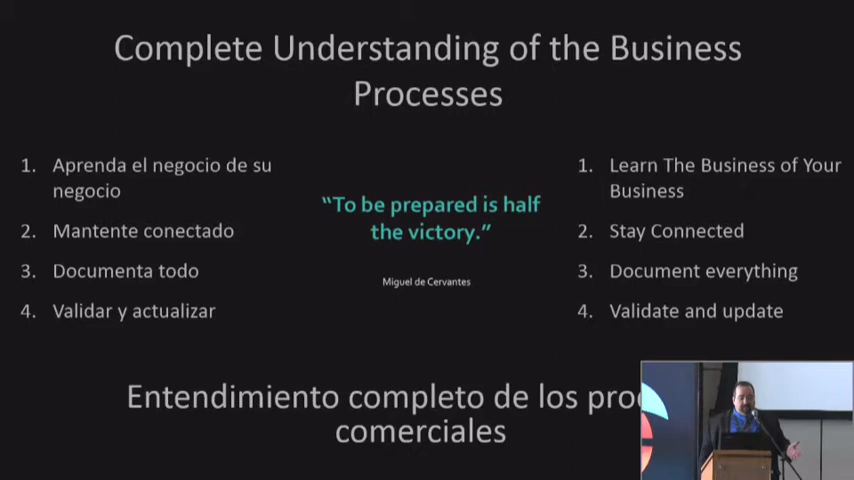 Complete Understanding of the Business
Processes
1. Aprenda el negocio de su
negocio
2. Mantente conectado
3. Documenta todo
4. Validar y actualizar
“To be prepared is half
the victory.”
Miguel de Cervantes
1. Learn The Business of Your
Business
2. Stay Connected
3. Document everything
4. Validate and update
Entendimiento completo de los
comerciales